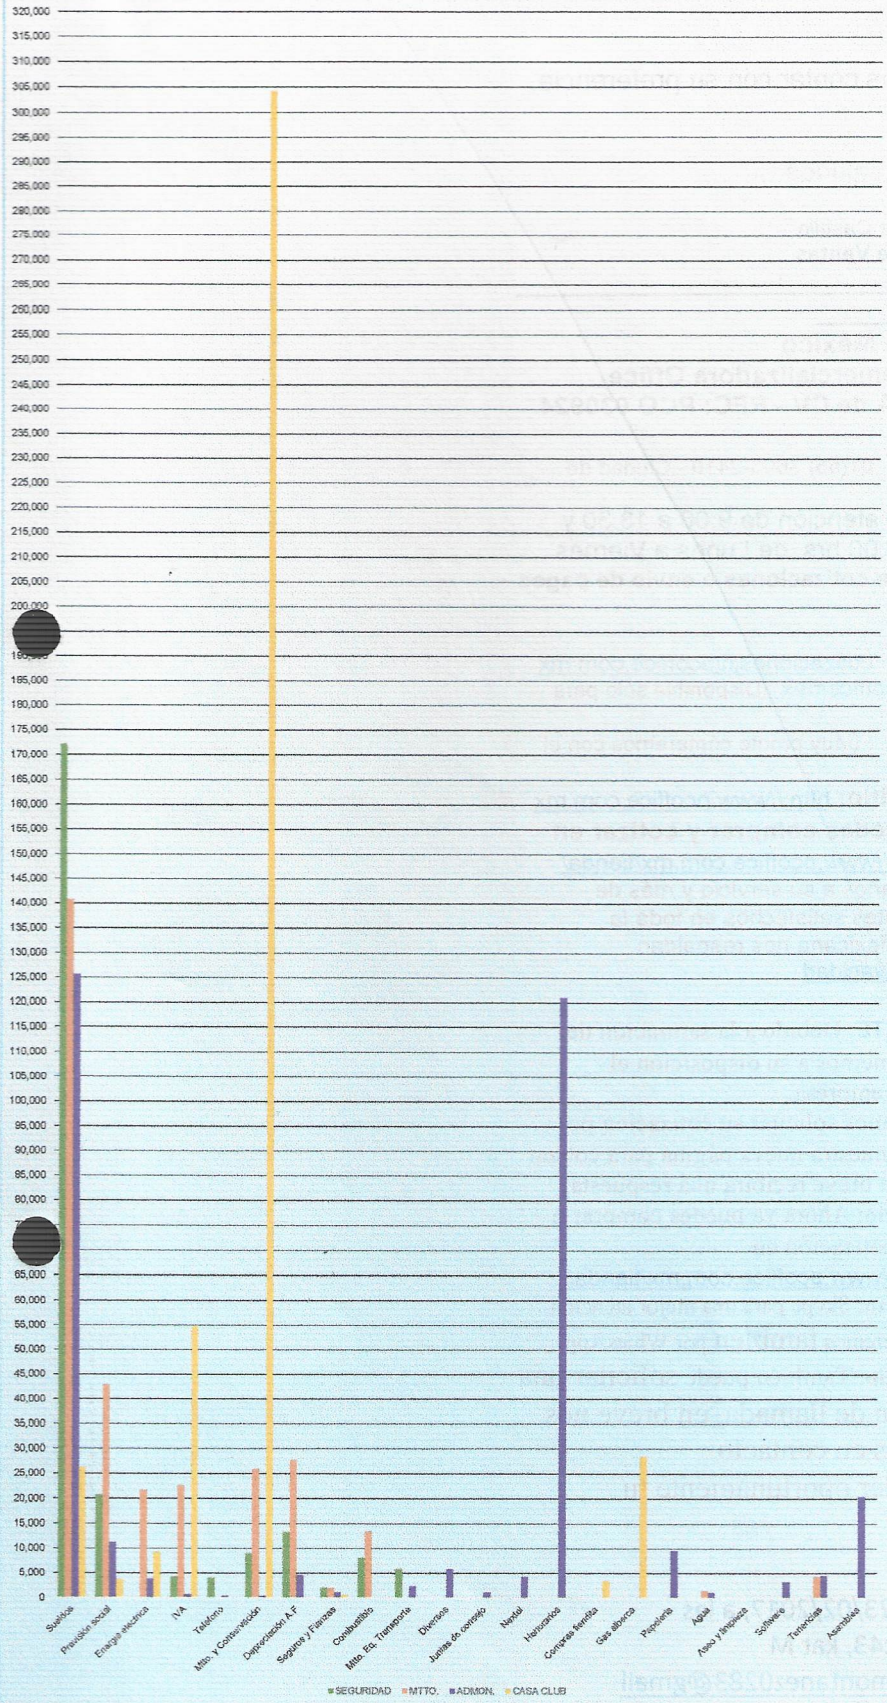 320,000
315,000
310,000
305,000
300,000
295,000
290,000
285,000
280,000
275,000
270,000
265,000
260,000
255,000
250,000
245,000
240,000
235,000
230,000
225,000
220,000
215,000
210,000
205,000
200,000
190,000
185,000
180,000
175,000
170,000
165,000
160,000
155,000
150,000
145,000
140,000
135,000
130,000
125,000
120,000
115,000
110,000
105,000
100,000
95,000
90,000
85,000
80,000
65,000
60,000
55,000
50,000
45,000
40,000
35,000
30,000
25,000
20,000
15,000
10,000
5,000
0
Sueldos
Previsión social
Energía eléctrica
IVA
Teléfono
Mtto. y Conservación
Depreciación A.F
Seguros y Fianzas
Combustible
Mtto. Eq. Transporte
Diversos
Juntas de consejo
Nextel
Honorarios
Compras tiendita
Gas alberca
Papelería
Agua
Aseo y limpieza
Software
Tenencias
Asamblea
SEGURIDAD MTTO. ADMON. CASA CLUB